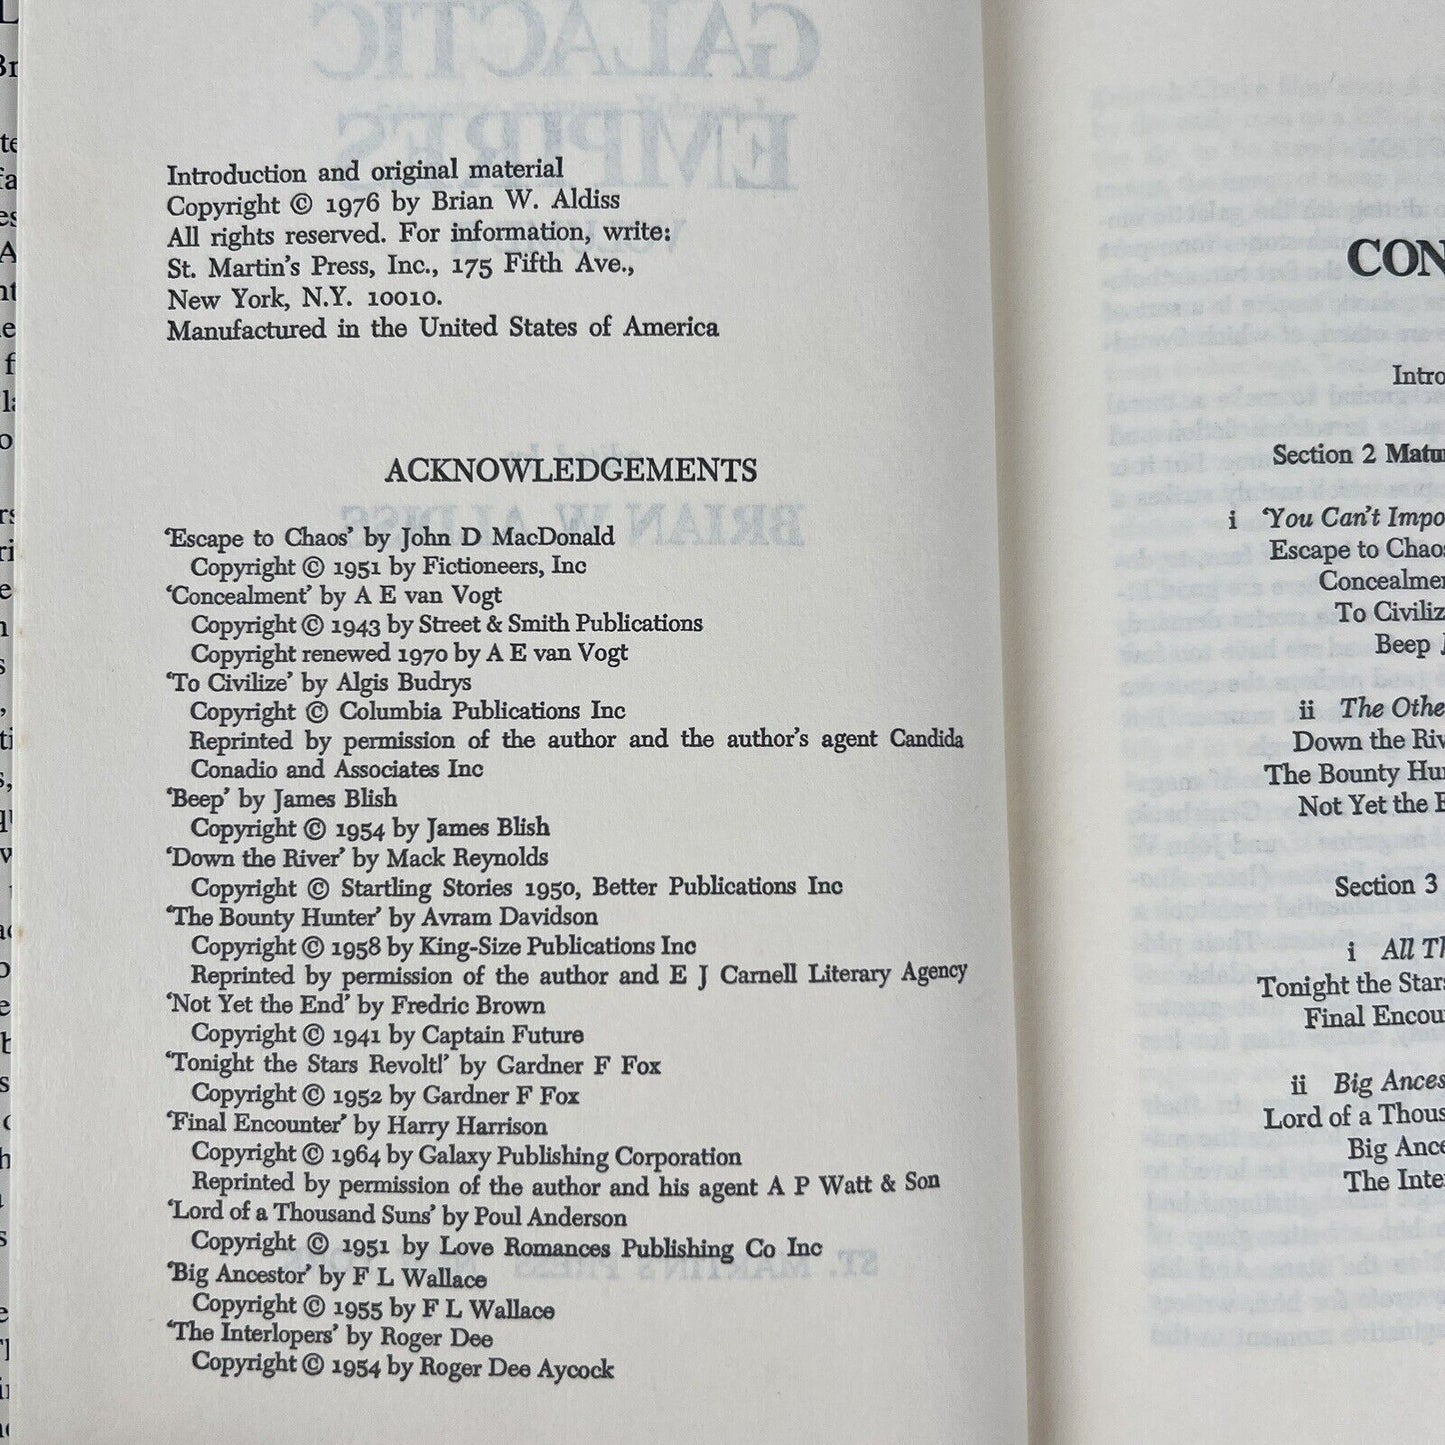 Introduction and original material
Copyright © 1976 by Brian W. Aldiss
All rights reserved. For information, write:
St. Martin's Press, Inc., 175 Fifth Ave.,
New York, N.Y. 10010.
Manufactured in the United States of America
ACKNOWLEDGEMENTS
'Escape to Chaos' by John D MacDonald
Copyright © 1951 by Fictioneers, Inc
'Concealment' by A E van Vogt
Copyright © 1943 by Street & Smith Publications
Copyright renewed 1970 by A E van Vogt
'To Civilize' by Algis Budrys
Copyright © Columbia Publications Inc
Reprinted by permission of the author and the author's agent Candida
Conadio and Associates Inc
'Beep' by James Blish
Copyright © 1954 by James Blish
'Down the River' by Mack Reynolds
Copyright © Startling Stories 1950, Better Publications Inc
'The Bounty Hunter' by Avram Davidson
Copyright © 1958 by King-Size Publications Inc
Reprinted by permission of the author and E J Carnell Literary Agency
'Not Yet the End' by Fredric Brown
Copyright © 1941 by Captain Future
'Tonight the Stars Revolt!' by Gardner F Fox
Copyright © 1952 by Gardner F Fox
'Final Encounter' by Harry Harrison
Copyright © 1964 by Galaxy Publishing Corporation
Reprinted by permission of the author and his agent A P Watt & Son
'Lord of a Thousand Suns' by Poul Anderson
Copyright © 1951 by Love Romances Publishing Co Inc
'Big Ancestor' by F L Wallace
Copyright © 1955 by F L Wallace
'The Interlopers' by Roger Dee
Copyright © 1954 by Roger Dee Aycock
CON
Intro
Section 2 Matu
i 'You Can't Impo
Escape to Chaos
Concealmen
To Civiliz
Beep
ii The Othe
Down the Riv
The Bounty Hun
Not Yet the E
Section 3
i All Th
Tonight the Stars
Final Encoun
ii Big Ances
Lord of a Thous
Big Ance
The Inter